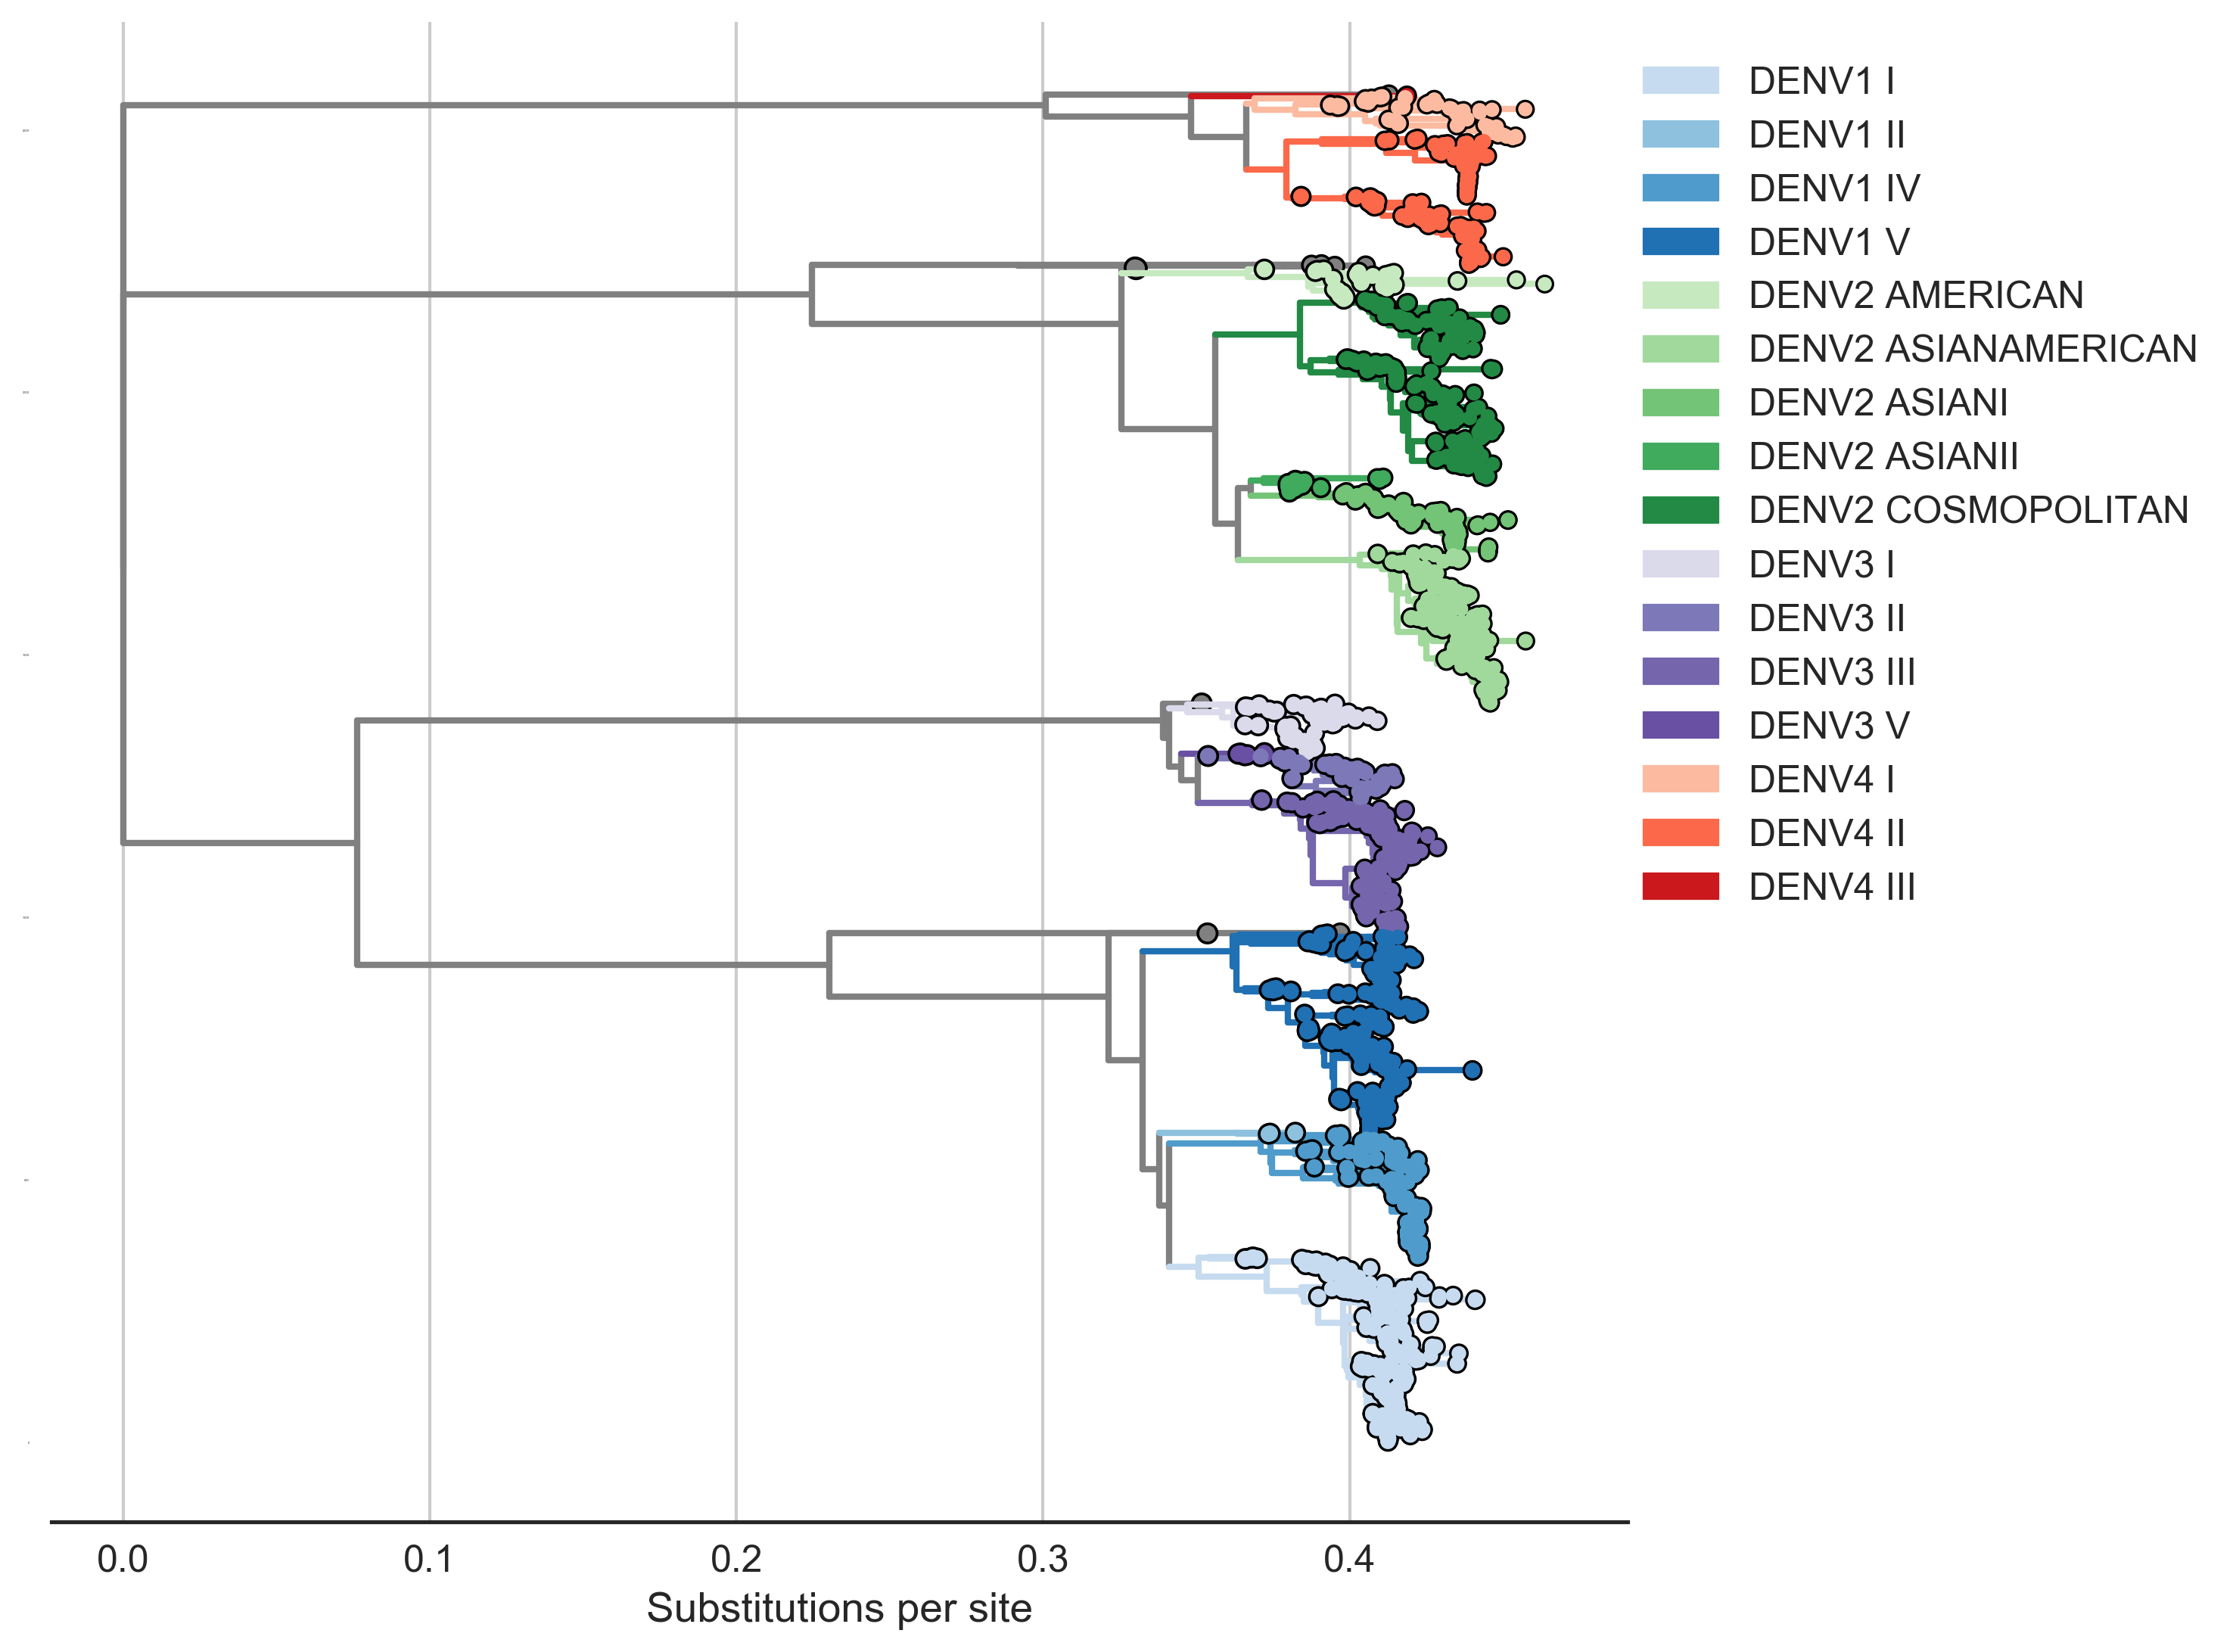 DENV1 I
DENV1 II
DENV1 IV
DENV1 V
DENV2 AMERICAN
DENV2 ASIANAMERICAN
DENV2 ASIANI
DENV2 ASIANII
DENV2 COSMOPOLITAN
DENV3 I
DENV3 II
DENV3 III
DENV3 V
DENV4 I
DENV4 II
DENV4 III
0.0 0.1 0.2 0.3 0.4
Substitutions per site